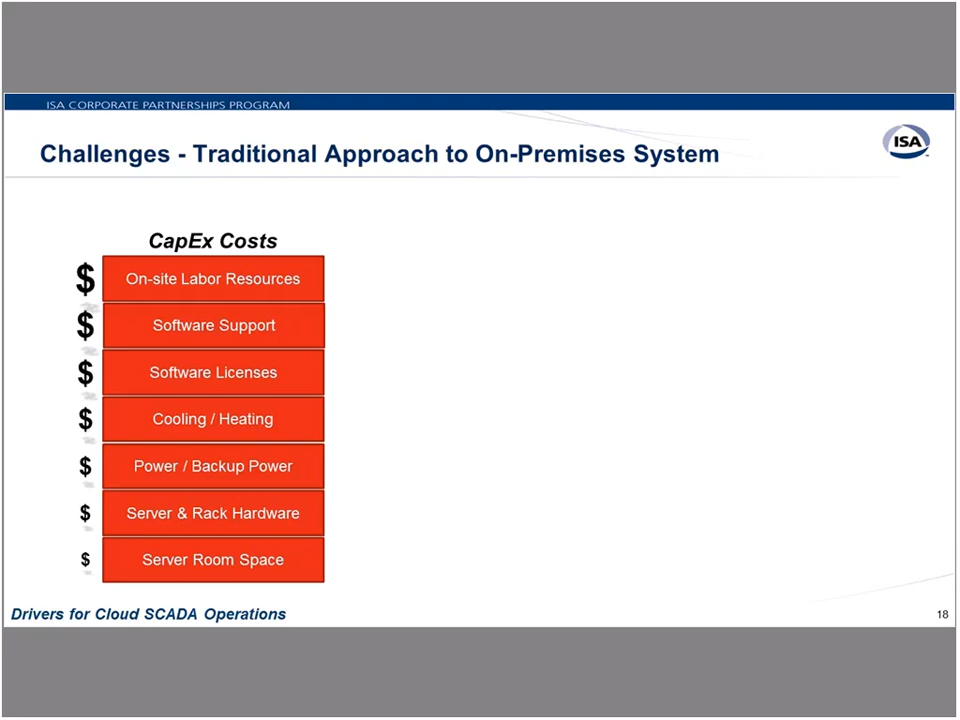 ISA CORPORATE PARTNERSHIPS PROGRAM
Challenges - Traditional Approach to On-Premises System
ISA
CapEx Costs
$ On-site Labor Resources
$ Software Support
$ Software Licenses
$ Cooling / Heating
$ Power / Backup Power
$ Server & Rack Hardware
$ Server Room Space
Drivers for Cloud SCADA Operations
18